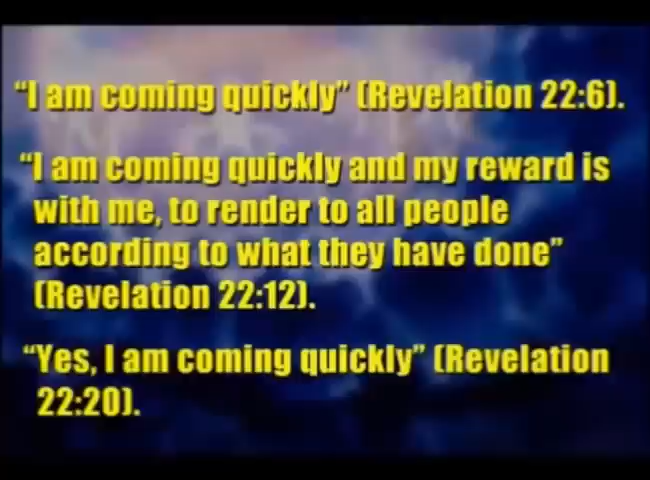 “I am coming quickly” (Revelation 22:6).
“I am coming quickly and my reward is
with me, to render to all people
according to what they have done”
(Revelation 22:12).
“Yes, I am coming quickly” (Revelation
22:20).